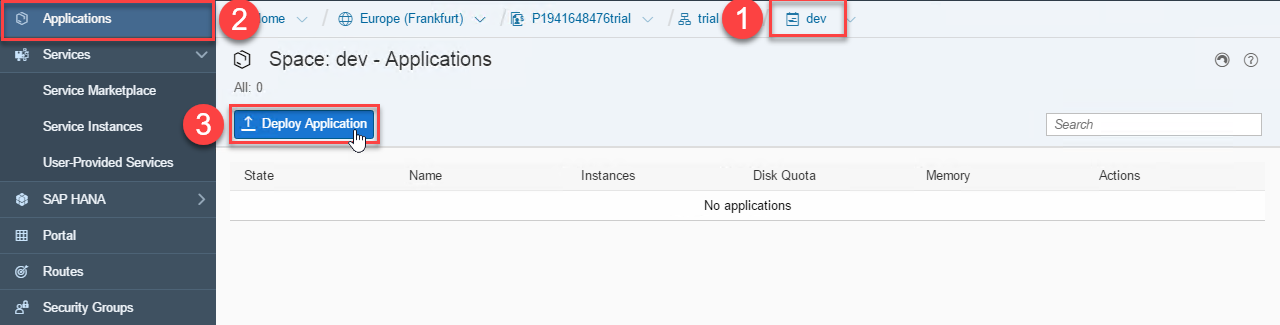 Applications
2
ome / Europe (Frankfurt) / P1941648476trial / trial
1
dev
Services
Service Marketplace
Service Instances
User-Provided Services
SAP HANA
Portal
Routes
Security Groups
Space: dev - Applications
?
All: 0
3
Deploy Application
Search
State Name Instances Disk Quota Memory Actions
No applications